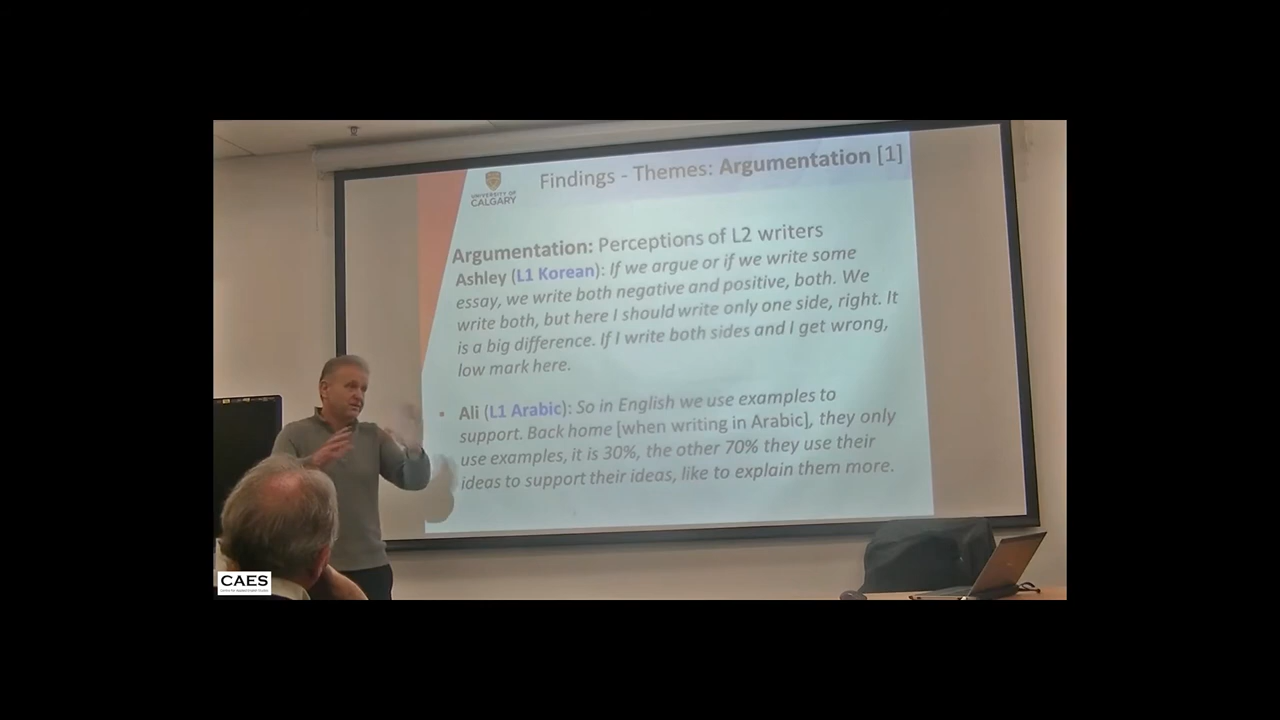 Findings - Themes: Argumentation [1]
UNIVERSITY OF
CALGARY
Argumentation: Perceptions of L2 writers
Ashley (L1 Korean): If we argue or if we write some
essay, we write both negative and positive, both. We
write both, but here I should write only one side, right. It
is a big difference. If I write both sides and I get wrong,
low mark here.
▪ Ali (L1 Arabic): So in English we use examples to
support. Back home [when writing in Arabic], they only
use examples, it is 30%, the other 70% they use their
ideas to support their ideas, like to explain them more.
CAES
Centre for Applied English Studies